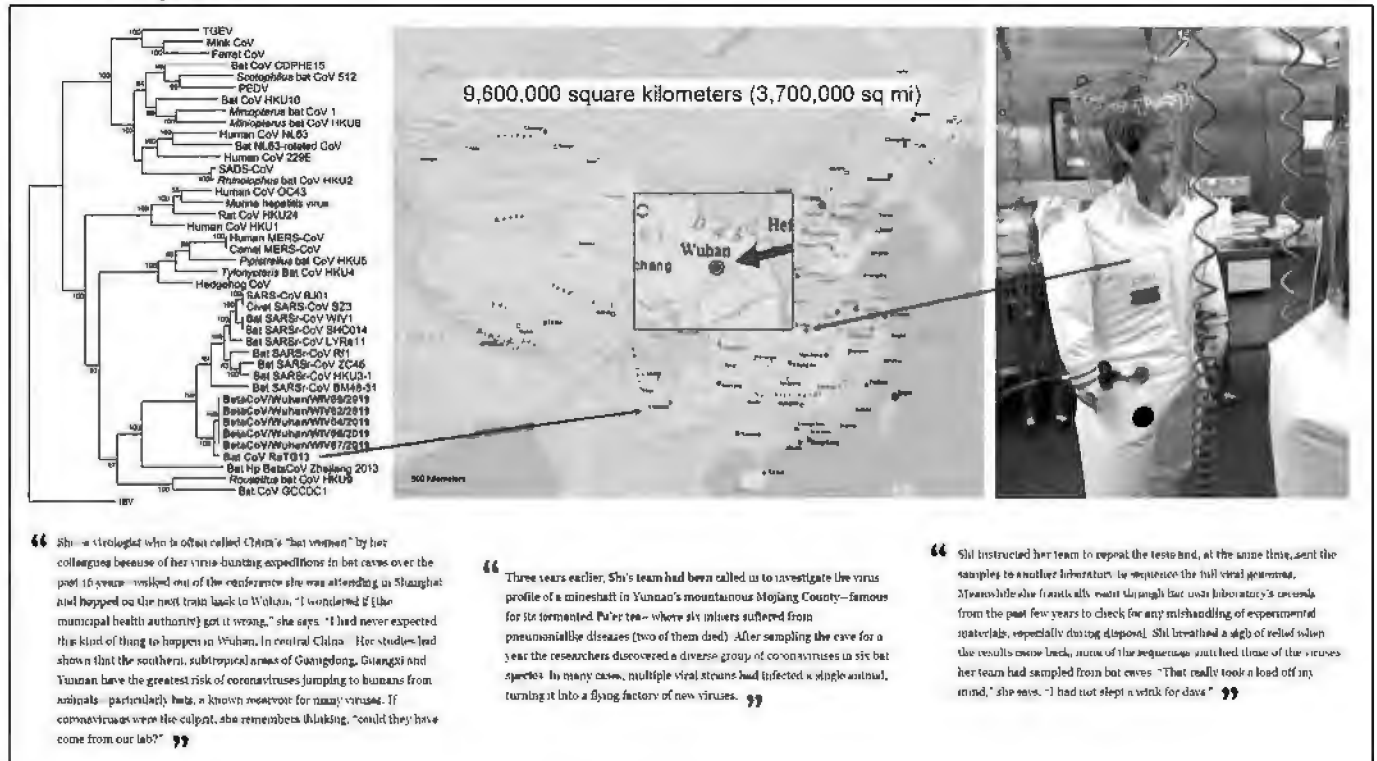 TGEV
Mink CoV
Ferret CoV
Bat CoV CDPHE15
Scotophilus bat CoV 512
PEDV
Bat CoV HKU10
Miniopterus bat CoV 1
Miniopterus bat CoV HKU8
Human CoV NL63
Bat NL63-related CoV
Human CoV 229E
SADS-CoV
Rhinolophus bat CoV HKU2
Human CoV OC43
Murine hepatitis virus
Rat CoV HKU24
Human CoV HKU1
Human MERS-CoV
Camel MERS-CoV
Pipistrellus bat CoV HKU5
Tylonycteris Bat CoV HKU4
Hedgehog CoV
SARS-CoV BJ01
Civet SARS-CoV SZ3
Bat SARSr-CoV WIV1
Bat SARSr-CoV SHC014
Bat SARSr-CoV LYRa11
Bat SARSr-CoV Rf1
Bat SARSr-CoV ZC45
Bat SARSr-CoV HKU3-1
Bat SARSr-CoV BM48-31
BetaCoV/Wuhan/WIV05/2019
BetaCoV/Wuhan/WIV02/2019
BetaCoV/Wuhan/WIV04/2019
BetaCoV/Wuhan/WIV06/2019
BetaCoV/Wuhan/WIV07/2019
Bat CoV RaTG13
Bat Hp BetaCoV Zhejiang 2013
Rousettus bat CoV HKU9
Bat CoV GCCDC1
IBV
9,600,000 square kilometers (3,700,000 sq mi)
Hef
Wuhan
chang
500 kilometers
“ Shi—a virologist who is often called China's "bat woman" by her
colleagues because of her virus-hunting expeditions in bat caves over the
past 16 years—walked out of the conference she was attending in Shanghai
and hopped on the next train back to Wuhan. "I wondered if [the
municipal health authority] got it wrong," she says. "I had never expected
this kind of thing to happen in Wuhan, in central China." Her studies had
shown that the southern, subtropical areas of Guangdong, Guangxi and
Yunnan have the greatest risk of coronaviruses jumping to humans from
animals—particularly bats, a known reservoir for many viruses. If
coronaviruses were the culprit, she remembers thinking, "could they have
come from our lab?" ”
“ Three years earlier, Shi's team had been called in to investigate the virus
profile of a mineshaft in Yunnan's mountainous Mojiang County—famous
for its fermented Pu'er tea—where six miners suffered from
pneumonialike diseases (two of them died). After sampling the cave for a
year the researchers discovered a diverse group of coronaviruses in six bat
species. In many cases, multiple viral strains had infected a single animal,
turning it into a flying factory of new viruses. ”
“ Shi instructed her team to repeat the tests and, at the same time, sent the
samples to another laboratory to sequence the full viral genomes.
Meanwhile she frantically went through her own laboratory's records
from the past few years to check for any mishandling of experimental
materials, especially during disposal. Shi breathed a sigh of relief when
the results came back: none of the sequences matched those of the viruses
her team had sampled from bat caves. "That really took a load off my
mind," she says. "I had not slept a wink for days." ”